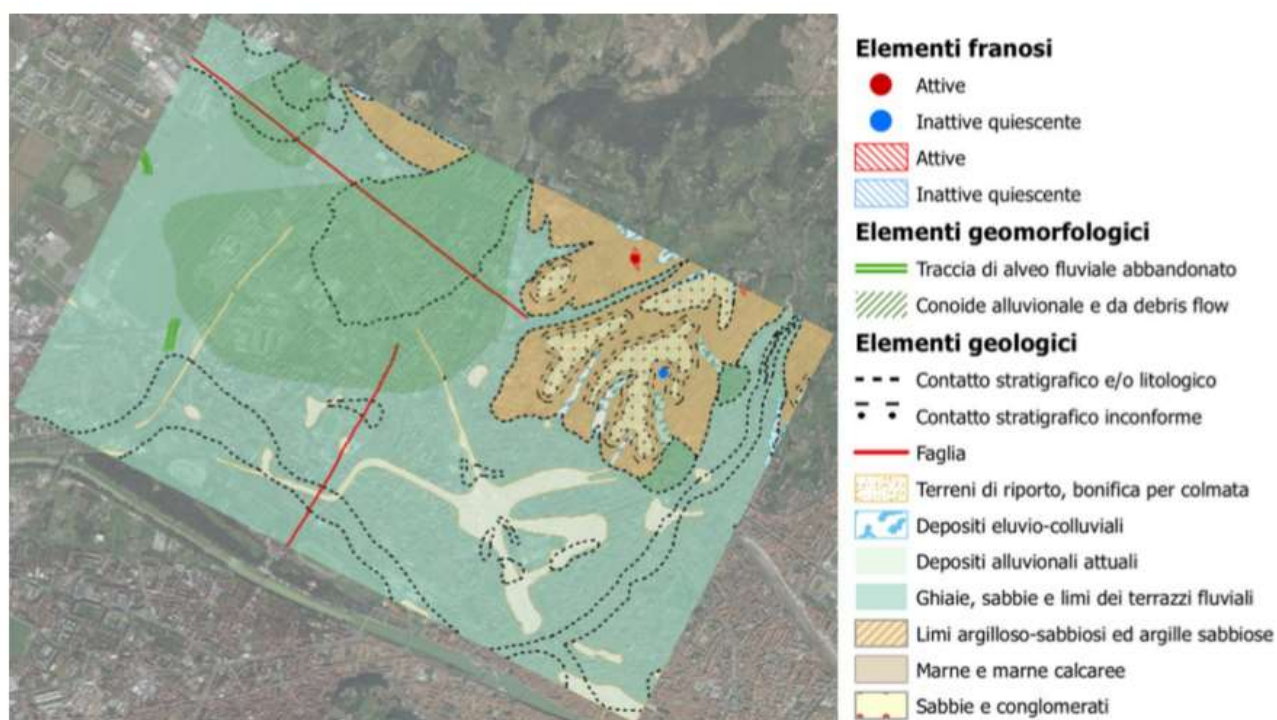 Elementi franosi
Attive
Inattive quiescente
Attive
Inattive quiescente
Elementi geomorfologici
Traccia di alveo fluviale abbandonato
Conoide alluvionale e da debris flow
Elementi geologici
Contatto stratigrafico e/o litologico
Contatto stratigrafico inconforme
Faglia
Terreni di riporto, bonifica per colmata
Depositi eluvio-colluviali
Depositi alluvionali attuali
Ghiaie, sabbie e limi dei terrazzi fluviali
Limi argilloso-sabbiosi ed argille sabbiose
Marne e marne calcaree
Sabbie e conglomerati